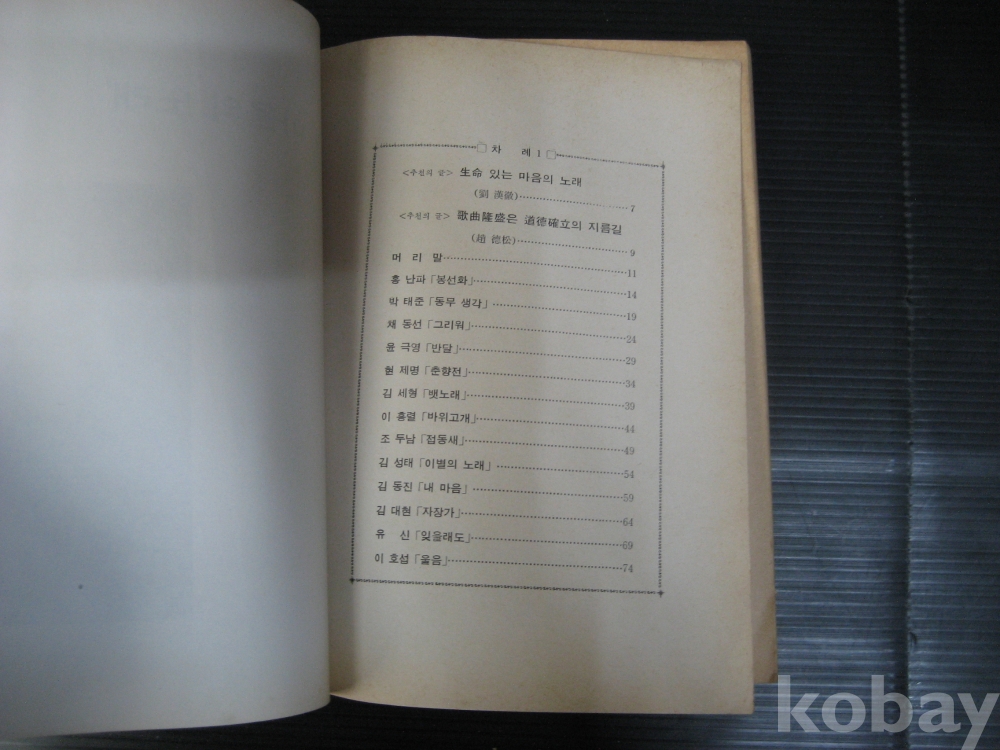 차 례 1
<추천의 글> 生命 있는 마음의 노래
(劉 漢徹) 7
<추천의 글> 歌曲隆盛은 道德確立의 지름길
(趙 德松) 9
머 리 말 11
홍 난파「봉선화」 14
박 태준「동무 생각」 19
채 동선「그리워」 24
윤 극영「반달」 29
현 제명「춘향전」 34
김 세형「뱃노래」 39
이 흥렬「바위고개」 44
조 두남「접동새」 49
김 성태「이별의 노래」 54
김 동진「내 마음」 59
김 대현「자장가」 64
유 신「잊을래도」 69
이 호섭「울음」 74
kobay